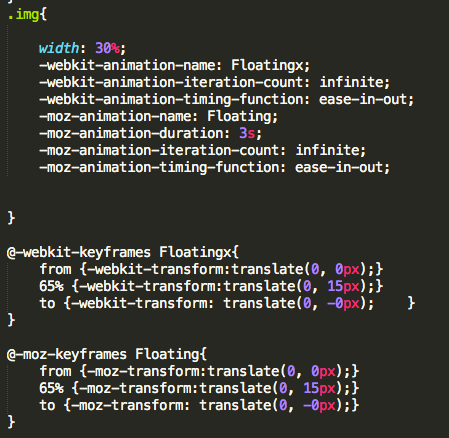 .img{
width: 30%;
-webkit-animation-name: Floatingx;
-webkit-animation-iteration-count: infinite;
-webkit-animation-timing-function: ease-in-out;
-moz-animation-name: Floating;
-moz-animation-duration: 3s;
-moz-animation-iteration-count: infinite;
-moz-animation-timing-function: ease-in-out;
}
@-webkit-keyframes Floatingx{
from {-webkit-transform:translate(0, 0px);}
65% {-webkit-transform:translate(0, 15px);}
to {-webkit-transform: translate(0, -0px);    }
}
@-moz-keyframes Floating{
from {-moz-transform:translate(0, 0px);}
65% {-moz-transform:translate(0, 15px);}
to {-moz-transform: translate(0, -0px);}
}